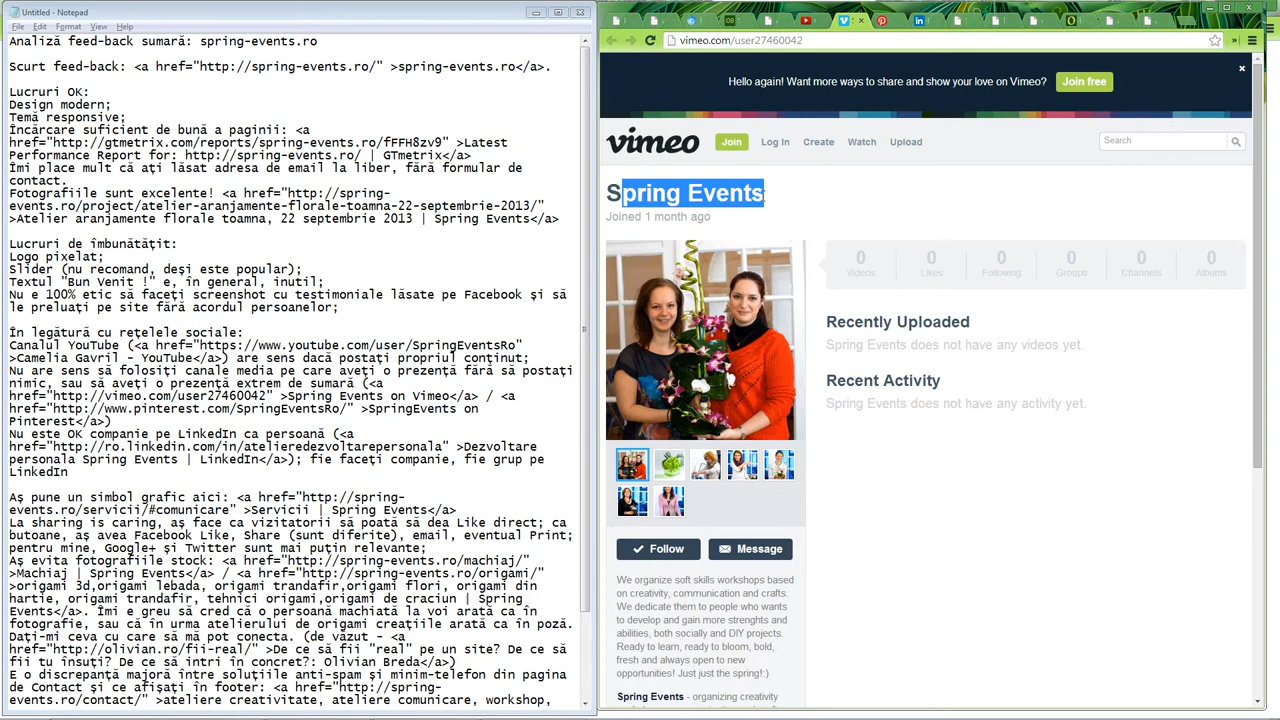 Untitled - Notepad
File Edit Format View Help
Analiză feed-back sumară: spring-events.ro
Scurt feed-back: <a href="http://spring-events.ro/" >spring-events.ro</a>.
Lucruri OK:
Design modern;
Temă responsive;
Încărcare suficient de bună a paginii: <a
href="http://gtmetrix.com/reports/spring-events.ro/fFFH8zv9" >Latest
Performance Report for: http://spring-events.ro/ | GTmetrix</a>
Îmi place mult că ați lăsat adresa de email la liber, fără formular de
contact.
Fotografiile sunt excelente! <a href="http://spring-
events.ro/project/atelier-aranjamente-florale-toamna-22-septembrie-2013/"
>Atelier aranjamente florale toamna, 22 septembrie 2013 | Spring Events</a>
Lucruri de îmbunătățit:
Logo pixelat;
Slider (nu recomand, deși este popular);
Textul "Bun Venit !" e, în general, inutil;
Nu e 100% etic să faceți screenshot cu testimoniale lăsate pe Facebook și să
le preluați pe site fără acordul persoanelor;
În legătură cu rețelele sociale:
Canalul YouTube (<a href="https://www.youtube.com/user/SpringEventsRo"
>Camelia Gavril - YouTube</a>) are sens dacă postați propriul conținut;
Nu are sens să folosiți canale media pe care aveți o prezență fără să postați
nimic, sau să aveți o prezență extrem de sumară (<a
href="http://vimeo.com/user27460042" >Spring Events on Vimeo</a> / <a
href="http://www.pinterest.com/SpringEventsRo/" >SpringEvents on
Pinterest</a>)
Nu este OK companie pe LinkedIn ca persoană (<a
href="http://ro.linkedin.com/in/atelieredezvoltarepersonala" >Dezvoltare
personala Spring Events | LinkedIn</a>); fie faceți companie, fie grup pe
LinkedIn
Aș pune un simbol grafic aici: <a href="http://spring-
events.ro/servicii/#comunicare" >Servicii | Spring Events</a>
La sharing is caring, aș face ca vizitatorii să poată să dea Like direct; ca
butoane, aș avea Facebook Like, Share (sunt diferite), email, eventual Print;
pentru mine, Google+ și Twitter sunt mai puțin relevante;
Aș evita fotografiile stock: <a href="http://spring-events.ro/machiaj/"
>Machiaj | Spring Events</a> / <a href="http://spring-events.ro/origami/"
>origami 3d,origami lebada, origami trandafir,origami flori, origami din
hartie, origami trandafir, tehnici origami,origami de craciun | Spring
Events</a>. Îmi e greu să cred că o persoană machiată la voi arată ca în
fotografie, sau că în urma atelierului de origami creațiile arată ca în poză.
Dați-mi ceva cu care să mă pot conecta. (de văzut - <a
href="http://olivian.ro/fii-real/" >De ce să fii "real" pe un site? De ce să
fii tu însuți? De ce să intri în concret?: Olivian Breda</a>)
E o discrepanță majoră între soluțiile anti-spam și minim-telefon din pagina
de Contact și ce afișați în footer: <a href="http://spring-
events.ro/contact/" >ateliere creativitate, ateliere comunicare, workshop,
vimeo.com/user27460042
Hello again! Want more ways to share and show your love on Vimeo? Join free
vimeo Join Log In Create Watch Upload Search
Spring Events
Joined 1 month ago
0 0 0 0 0 0
Videos Likes Following Groups Channels Albums
Recently Uploaded
Spring Events does not have any videos yet.
Recent Activity
Spring Events does not have any activity yet.
Follow Message
We organize soft skills workshops based
on creativity, communication and crafts.
We dedicate them to people who wants
to develop and gain more strenghts and
abilities, both socially and DIY projects.
Ready to learn, ready to bloom, bold,
fresh and always open to new
opportunities! Just just the spring!:)
Spring Events - organizing creativity